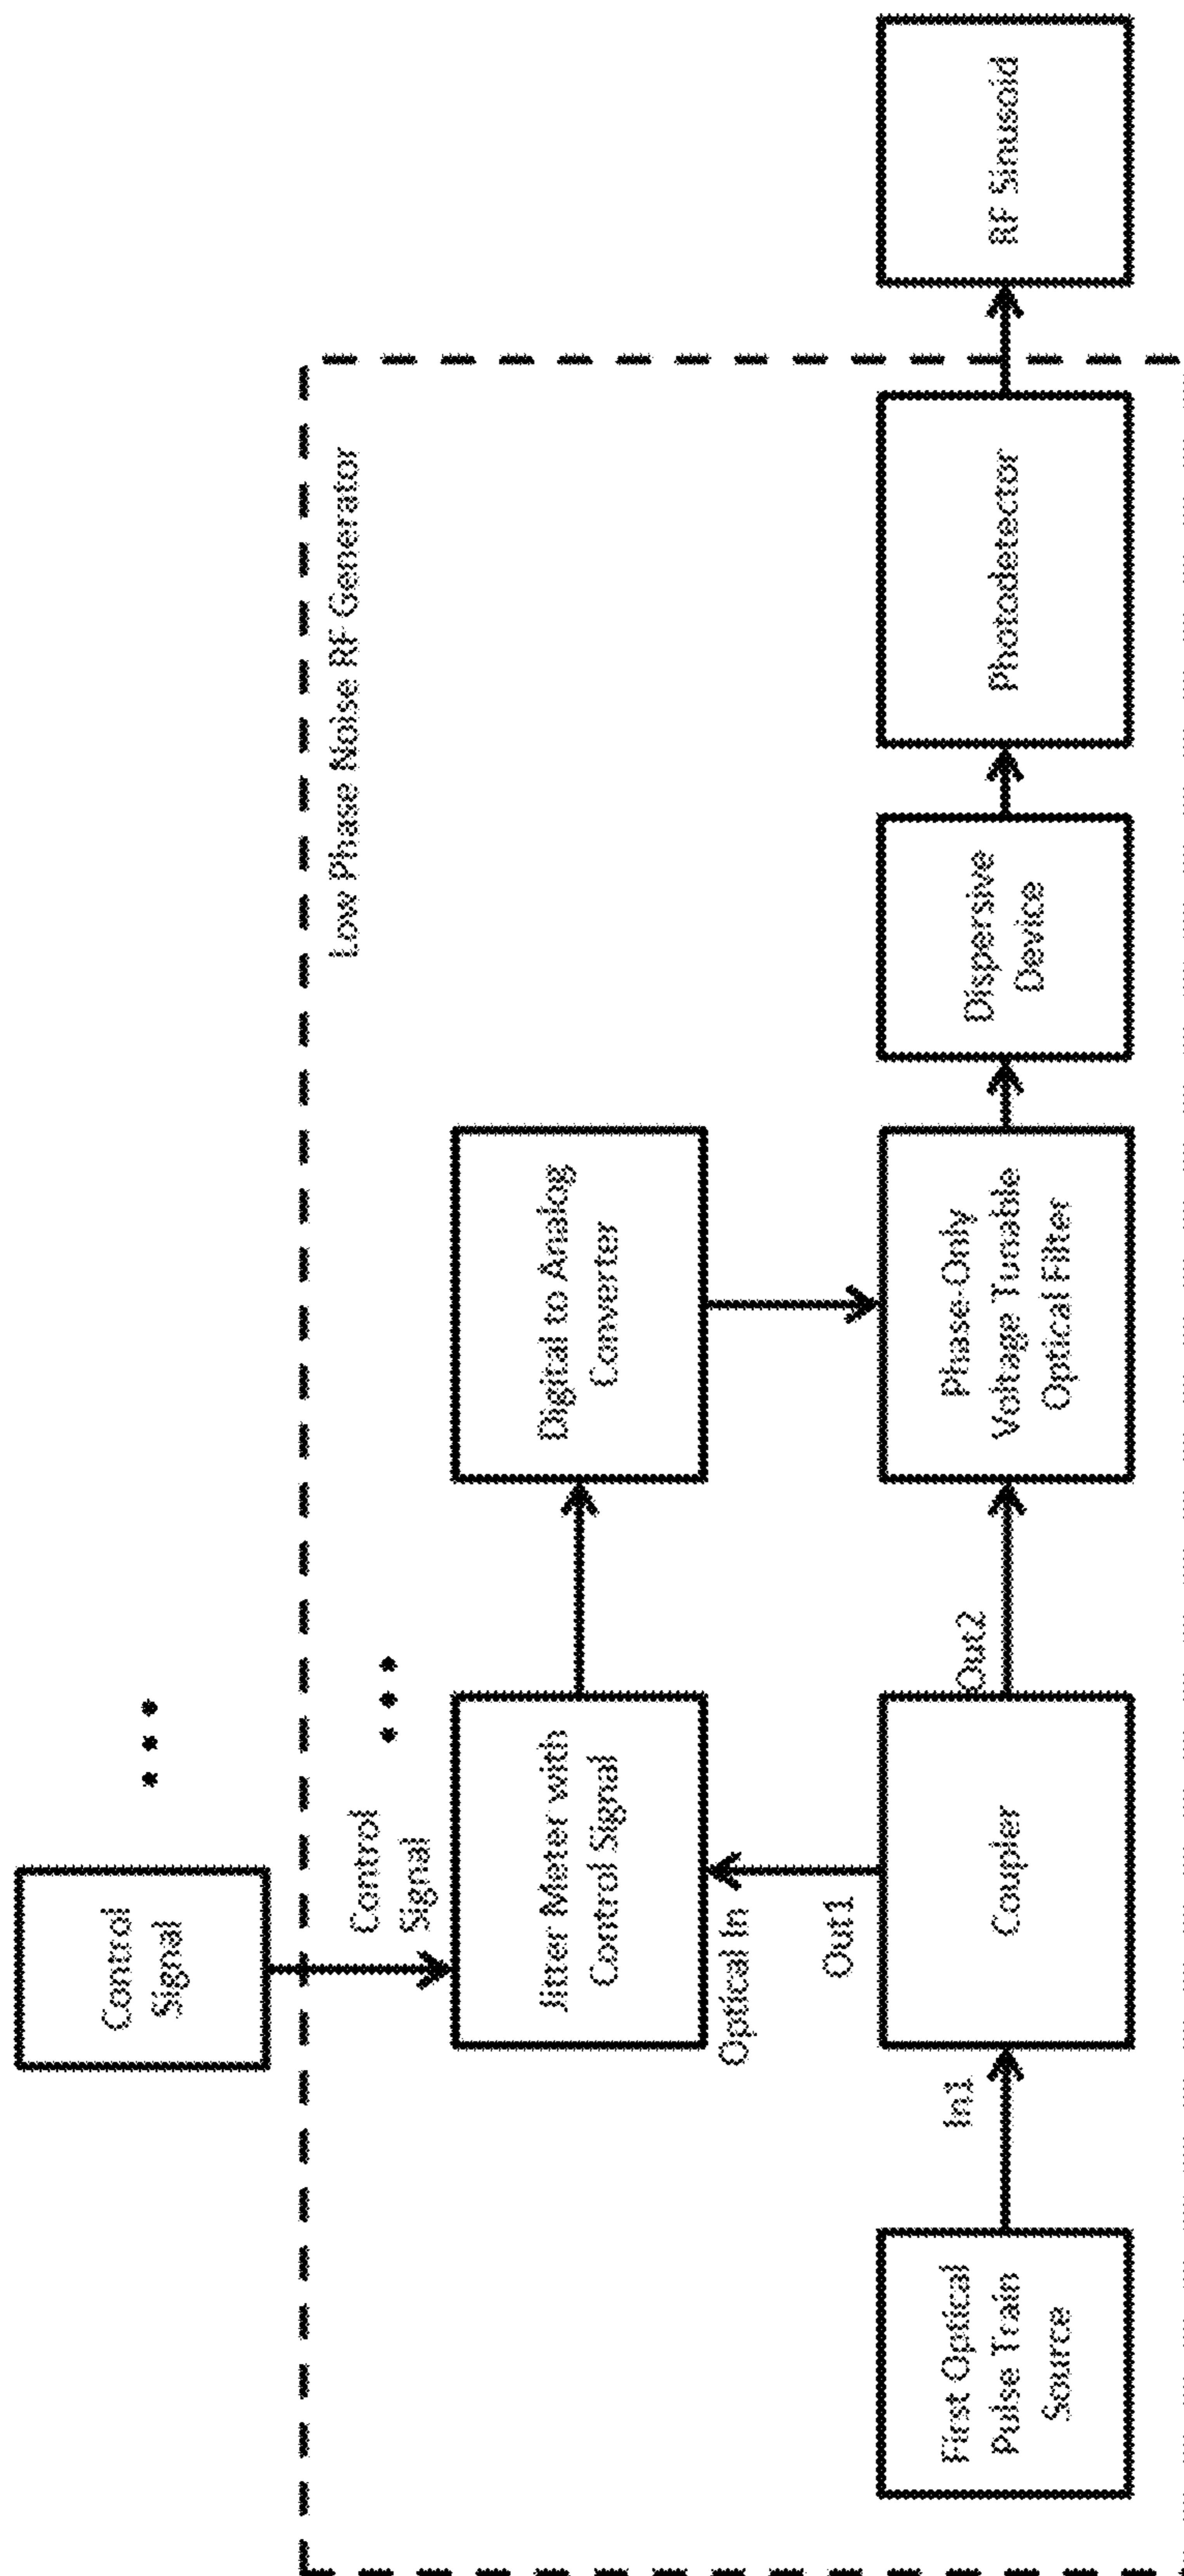 Control
Signal
• • •
Low Phase Noise RF Generator
Control
Signal
• • •
Jitter Meter with
Control Signal
Digital to Analog
Converter
Optical In
Out1
First Optical
Pulse Train
Source
In1
Coupler
Out2
Phase-Only
Voltage Tunable
Optical Filter
Dispersive
Device
Photodetector
RF Sinusoid